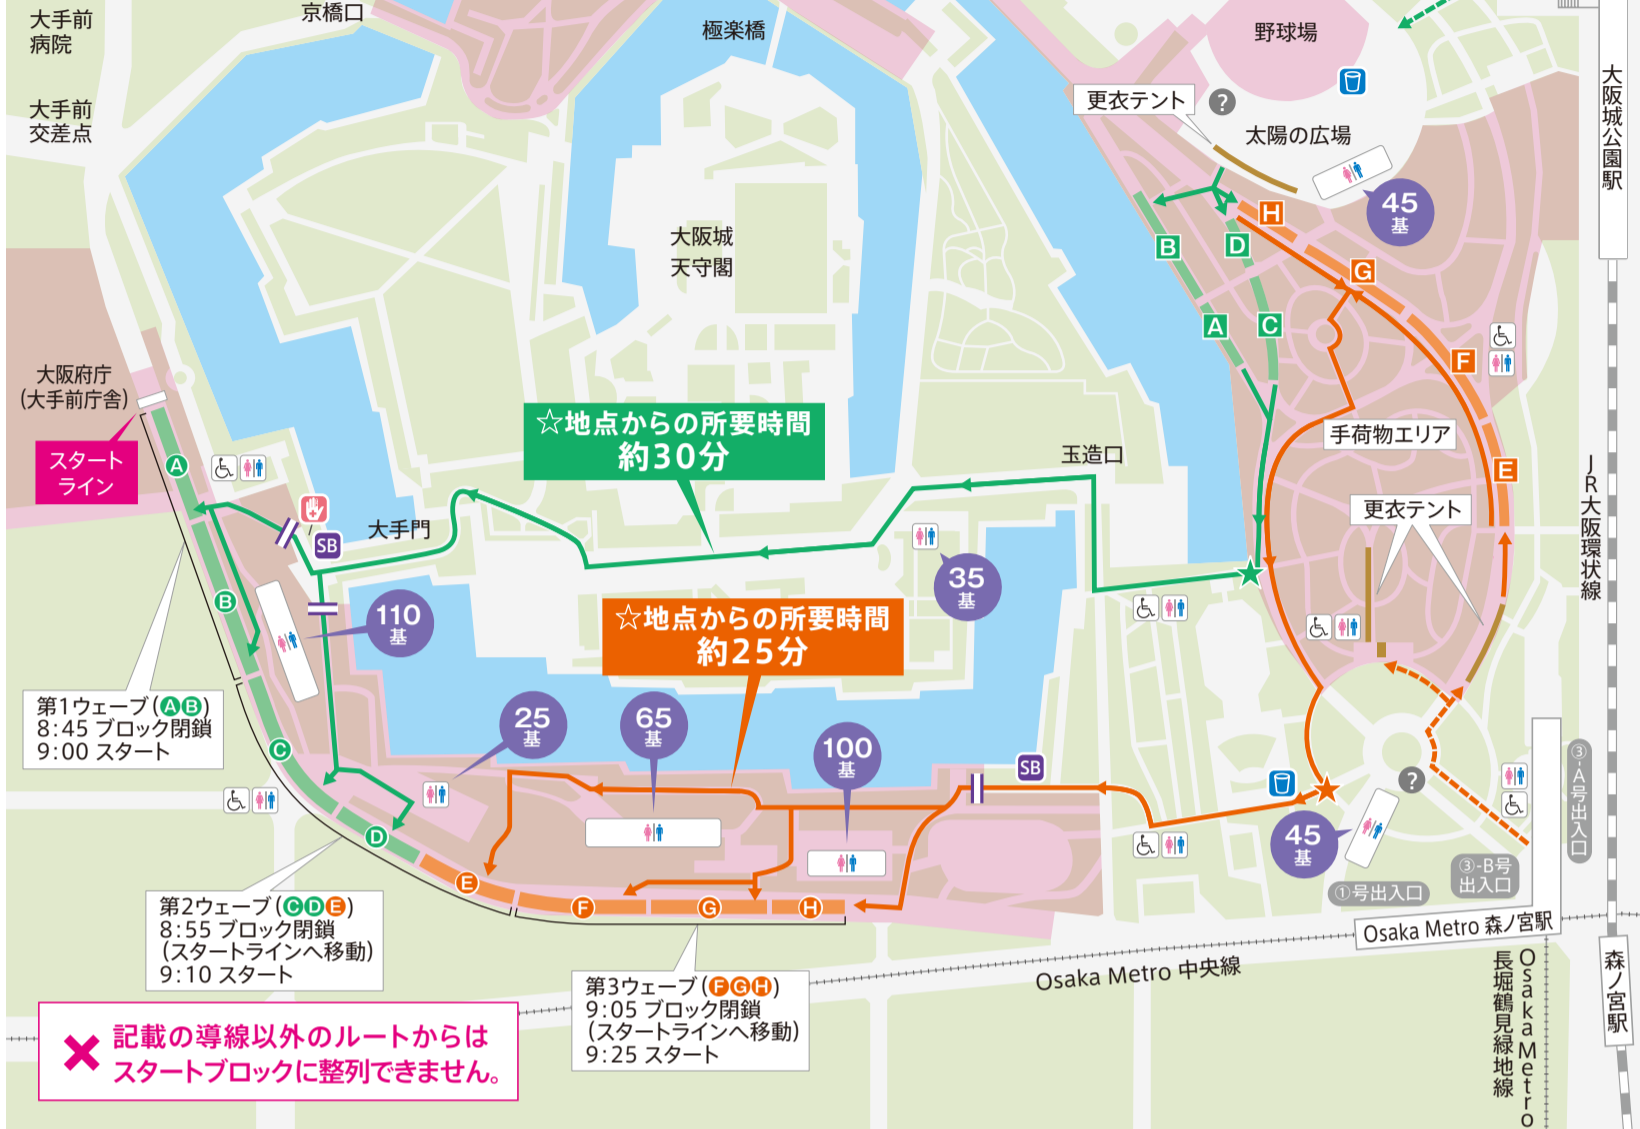 大手前
病院
大手前
交差点
京橋口
極楽橋
野球場
更衣テント
?
太陽の広場
45
基
大阪城公園駅
大阪城
天守閣
H
B
D
G
A
C
F
手荷物エリア
E
更衣テント
JR大阪環状線
大阪府庁
(大手前庁舎)
スタート
ライン
A
☆地点からの所要時間
約30分
玉造口
大手門
SB
35
基
B
110
基
☆地点からの所要時間
約25分
第1ウェーブ(AB)
8:45 ブロック閉鎖
9:00 スタート
C
25
基
65
基
100
基
SB
?
45
基
③-A号出入口
③-B号
出入口
①号出入口
D
E
F
G
H
第2ウェーブ(CDE)
8:55 ブロック閉鎖
(スタートラインへ移動)
9:10 スタート
第3ウェーブ(FGH)
9:05 ブロック閉鎖
(スタートラインへ移動)
9:25 スタート
Osaka Metro 森ノ宮駅
Osaka Metro 中央線
Osaka Metro
長堀鶴見緑地線
森ノ宮駅
記載の導線以外のルートからは
スタートブロックに整列できません。